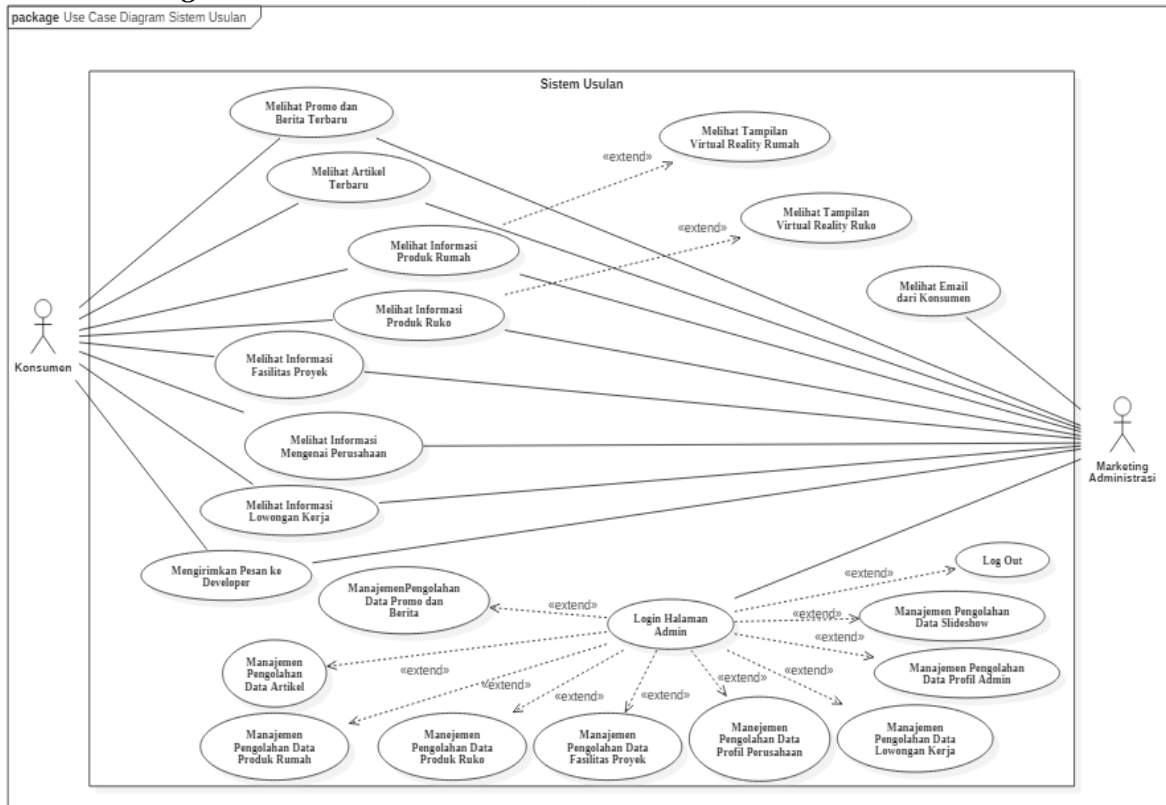 package Use Case Diagram Sistem Usulan
Sistem Usulan
Melihat Promo dan
Berita Terbaru
Melihat Tampilan
Virtual Reality Rumah
«extend»
Melihat Artikel
Terbaru
Melihat Tampilan
Virtual Reality Ruko
«extend»
Melihat Informasi
Produk Rumah
Melihat Email
dari Konsumen
Melihat Informasi
Produk Ruko
Konsumen
Melihat Informasi
Fasilitas Proyek
Melihat Informasi
Mengenai Perusahaan
Marketing
Administrasi
Melihat Informasi
Lowongan Kerja
Mengirimkan Pesan ke
Developer
Log Out
«extend»
ManajemenPengolahan
Data Promo dan
Berita
«extend»
Login Halaman
Admin
«extend»
Manajemen Pengolahan
Data Slideshow
«extend»
Manajemen Pengolahan
Data Profil Admin
Manajemen
Pengolahan
Data Artikel
«extend»
«extend»
«extend»
«extend»
«extend»
«extend»
Manajemen
Pengolahan Data
Produk Rumah
Manejemen
Pengolahan Data
Produk Ruko
Manajemen
Pengolahan Data
Fasilitas Proyek
Manejemen
Pengolahan Data
Profil Perusahaan
Manajemen
Pengolahan Data
Lowongan Kerja